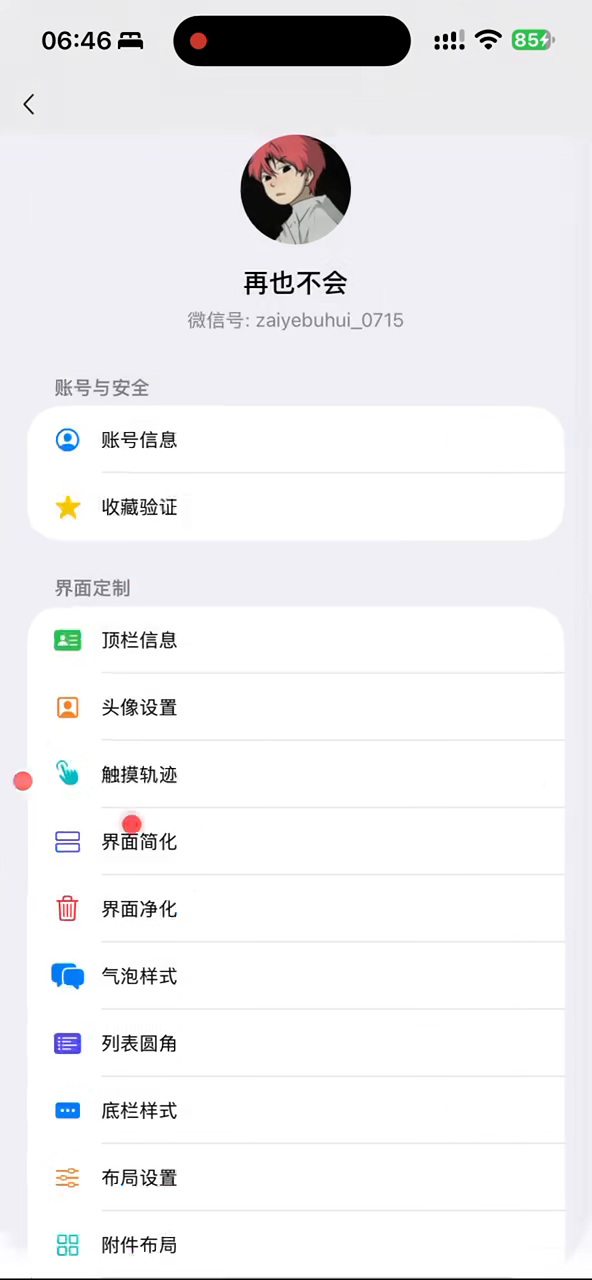 06:46
85
再也不会
微信号: zaiyebuhui_0715
账号与安全
账号信息
收藏验证
界面定制
顶栏信息
头像设置
触摸轨迹
界面简化
界面净化
气泡样式
列表圆角
底栏样式
布局设置
附件布局